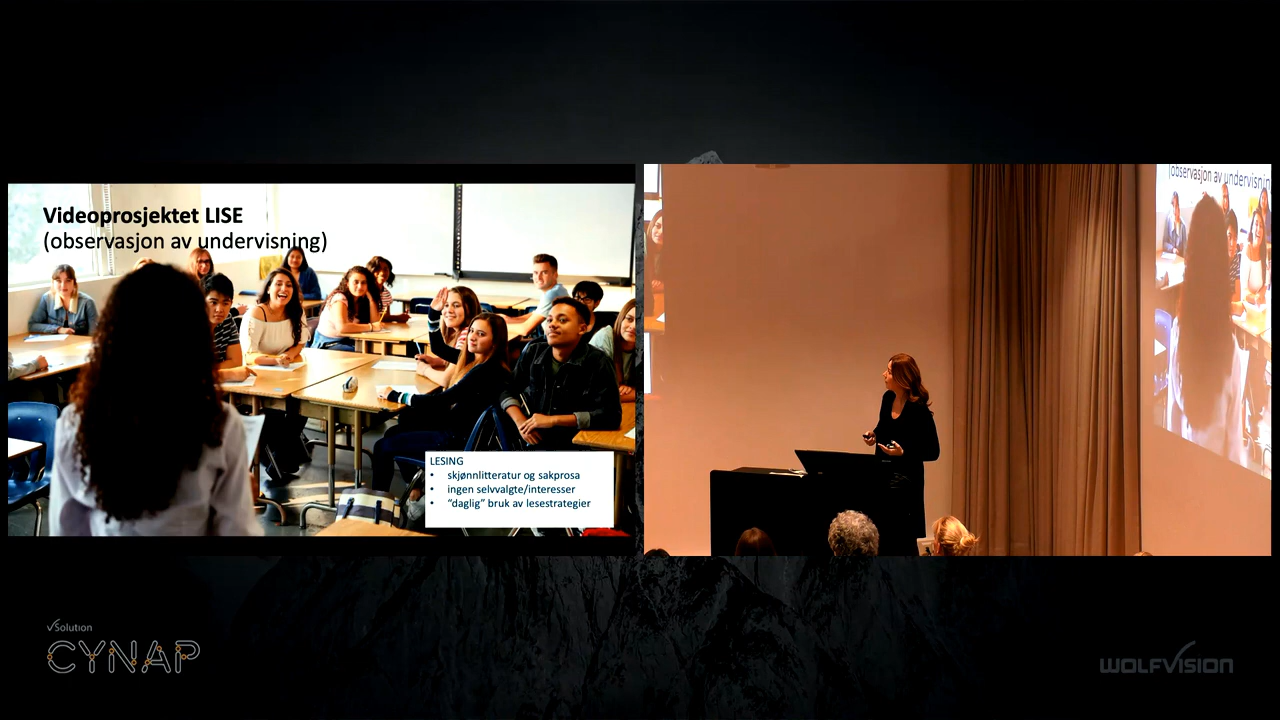 Videoprosjektet LISE
(observasjon av undervisning)
LESING
• skjønnlitteratur og sakprosa
• ingen selvvalgte/interesser
• “daglig” bruk av lesestrategier
(observasjon av undervisning
vSolution
CYNAP
WOLFVISION